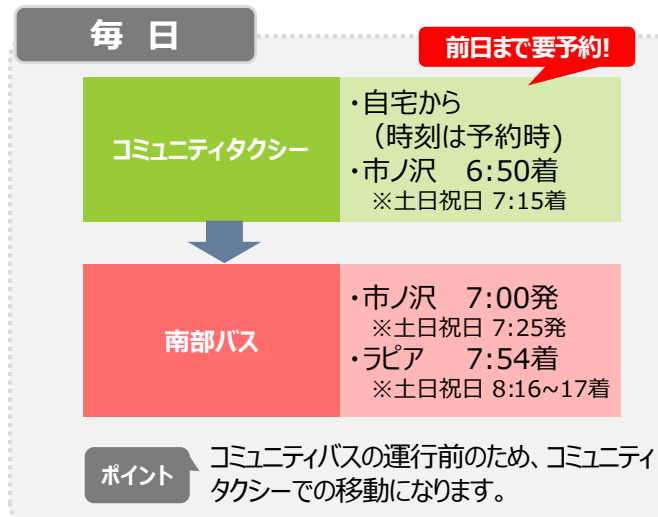 毎 日
前日まで要予約!
コミュニティタクシー
・自宅から
（時刻は予約時)
・市ノ沢　6:50着
※土日祝日 7:15着
南部バス
・市ノ沢　7:00発
※土日祝日 7:25発
・ラピア　7:54着
※土日祝日 8:16~17着
ポイント
コミュニティバスの運行前のため、コミュニティ
タクシーでの移動になります。